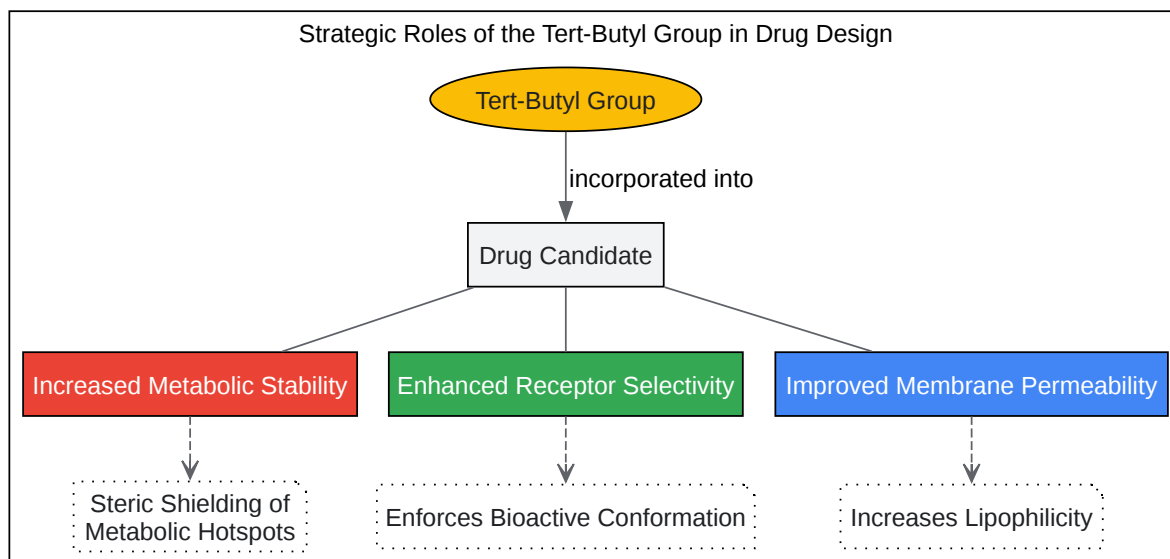 Strategic Roles of the Tert-Butyl Group in Drug Design
Tert-Butyl Group
incorporated into
Drug Candidate
Increased Metabolic Stability
Enhanced Receptor Selectivity
Improved Membrane Permeability
Steric Shielding of
Metabolic Hotspots
Enforces Bioactive Conformation
Increases Lipophilicity